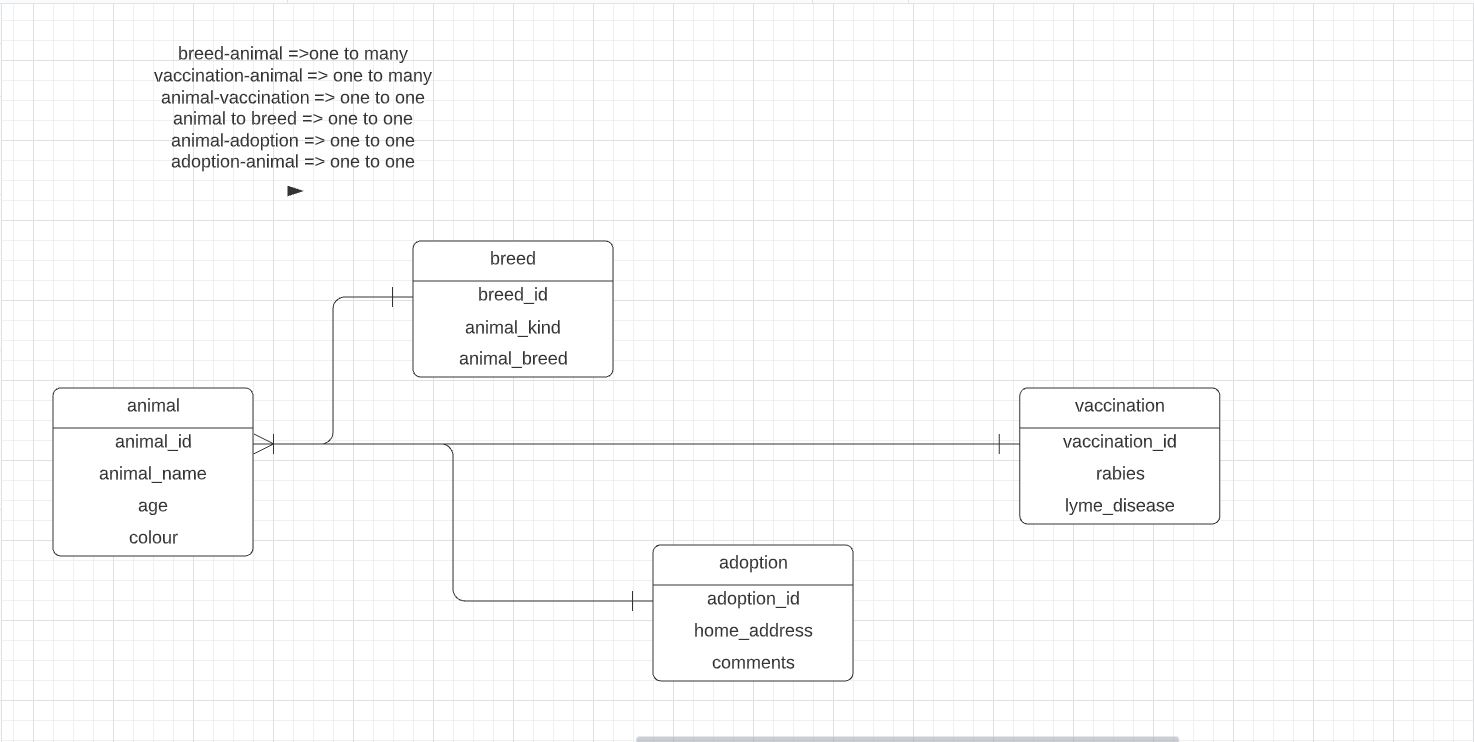 breed-animal =>one to many
vaccination-animal => one to many
animal-vaccination => one to one
animal to breed => one to one
animal-adoption => one to one
adoption-animal => one to one
breed
breed_id
animal_kind
animal_breed
animal
animal_id
animal_name
age
colour
vaccination
vaccination_id
rabies
lyme_disease
adoption
adoption_id
home_address
comments